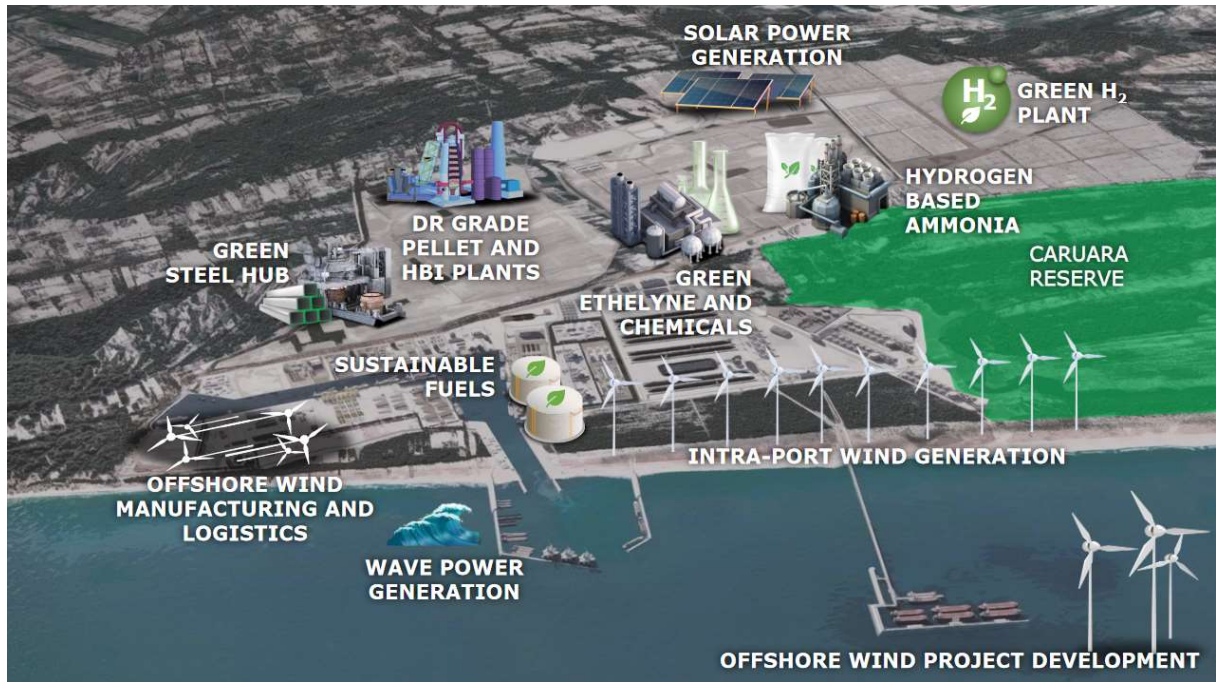 SOLAR POWER
GENERATION
H2
GREEN H2
PLANT
HYDROGEN
BASED
AMMONIA
DR GRADE
PELLET AND
HBI PLANTS
GREEN
STEEL HUB
GREEN
ETHELYNE AND
CHEMICALS
CARUARA
RESERVE
SUSTAINABLE
FUELS
INTRA-PORT WIND GENERATION
OFFSHORE WIND
MANUFACTURING AND
LOGISTICS
WAVE POWER
GENERATION
OFFSHORE WIND PROJECT DEVELOPMENT